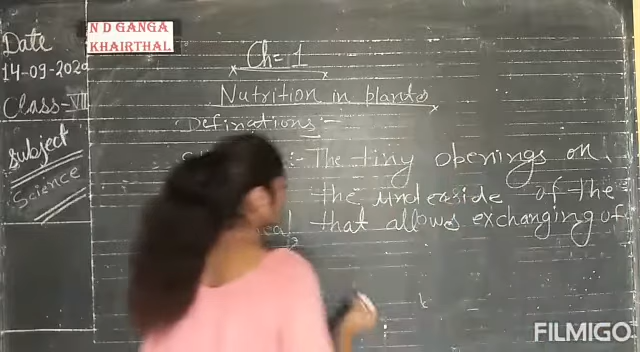 Date
14-09-2020
Class-VII
Subject
Science
N D GANGA
KHAIRTHAL
Ch=1
Nutrition in plants
Definations:-
:- The tiny openings on
the underside of the
that allows exchanging of
FILMIGO